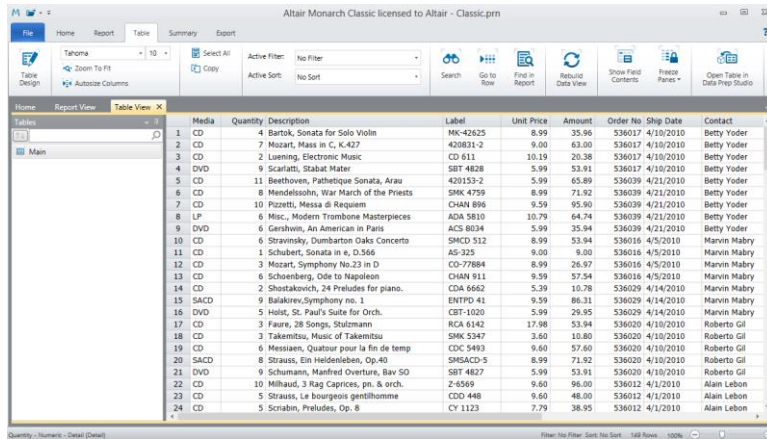 Altair Monarch Classic licensed to Altair - Classic.prn
File Home Report Table Summary Export
Table Design
Tahoma 10
Zoom To Fit
Autosize Columns
Select All
Copy
Active Filter: No Filter
Active Sort: No Sort
Search
Go to Row
Find in Report
Rebuild Data View
Show Field Contents
Freeze Panes
Open Table in Data Prep Studio
Home Report View Table View
Tables
Main
Media Quantity Description Label Unit Price Amount Order No Ship Date Contact
1 CD 4 Bartok, Sonata for Solo Violin MK-42625 8.99 35.96 536017 4/10/2010 Betty Yoder
2 CD 7 Mozart, Mass in C, K.427 420831-2 9.00 63.00 536017 4/10/2010 Betty Yoder
3 CD 2 Luening, Electronic Music CD 611 10.19 20.38 536017 4/10/2010 Betty Yoder
4 DVD 9 Scarlatti, Stabat Mater SBT 4828 5.99 53.91 536017 4/10/2010 Betty Yoder
5 CD 11 Beethoven, Pathetique Sonata, Arau 420153-2 5.99 65.89 536039 4/21/2010 Betty Yoder
6 CD 8 Mendelssohn, War March of the Priests SMK 4759 8.99 71.92 536039 4/21/2010 Betty Yoder
7 CD 10 Pizzetti, Messa di Requiem CHAN 896 9.59 95.90 536039 4/21/2010 Betty Yoder
8 LP 6 Misc., Modern Trombone Masterpieces ADA 5810 10.79 64.74 536039 4/21/2010 Betty Yoder
9 DVD 6 Gershwin, An American in Paris ACS 8034 5.99 35.94 536039 4/21/2010 Betty Yoder
10 CD 6 Stravinsky, Dumbarton Oaks Concerto SMCD 512 8.99 53.94 536016 4/5/2010 Marvin Mabry
11 CD 1 Schubert, Sonata in e, D.566 AS-325 9.00 9.00 536016 4/5/2010 Marvin Mabry
12 CD 3 Mozart, Symphony No.23 in D CO-77884 8.99 26.97 536016 4/5/2010 Marvin Mabry
13 CD 6 Schoenberg, Ode to Napoleon CHAN 911 9.59 57.54 536016 4/5/2010 Marvin Mabry
14 CD 2 Shostakovich, 24 Preludes for piano. CDA 6662 5.39 10.78 536029 4/14/2010 Marvin Mabry
15 SACD 9 Balakirev,Symphony no. 1 ENTPD 41 9.59 86.31 536029 4/14/2010 Marvin Mabry
16 DVD 5 Holst, St. Paul's Suite for Orch. CBT-1020 5.99 29.95 536029 4/14/2010 Marvin Mabry
17 CD 3 Faure, 28 Songs, Stulzmann RCA 6142 17.98 53.94 536020 4/10/2010 Roberto Gil
18 CD 3 Takemitsu, Music of Takemitsu SMK 5347 3.60 10.80 536020 4/10/2010 Roberto Gil
19 CD 6 Messiaen, Quatour pour la fin de temp CDC 5493 9.60 57.60 536020 4/10/2010 Roberto Gil
20 SACD 8 Strauss, Ein Heldenleben, Op.40 SMSACD-5 8.99 71.92 536020 4/10/2010 Roberto Gil
21 DVD 9 Schumann, Manfred Overture, Bav SO SBT 4827 5.99 53.91 536020 4/10/2010 Roberto Gil
22 CD 10 Milhaud, 3 Rag Caprices, pn. & orch. Z-6569 9.60 96.00 536012 4/1/2010 Alain Lebon
23 CD 5 Strauss, Le bourgeois gentilhomme CDD 448 9.60 48.00 536012 4/1/2010 Alain Lebon
24 CD 5 Scriabin, Preludes, Op. 8 CY 1123 7.79 38.95 536012 4/1/2010 Alain Lebon
Quantity - Numeric - Detail (Detail) Filter: No Filter Sort: No Sort 149 Rows 100%